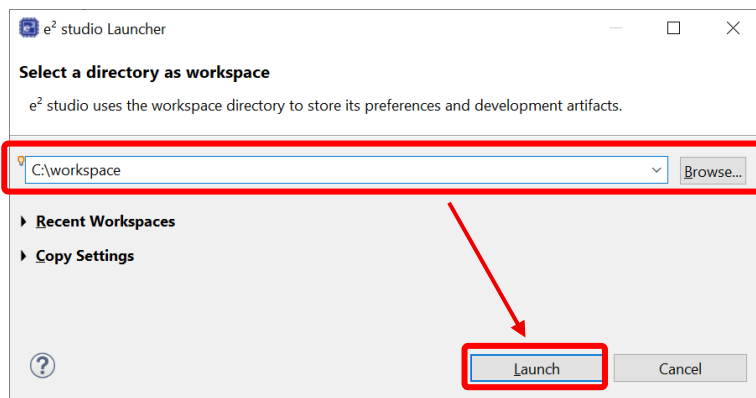 e² studio Launcher
Select a directory as workspace
e² studio uses the workspace directory to store its preferences and development artifacts.
C:\workspace
Browse...
Recent Workspaces
Copy Settings
?
Launch
Cancel